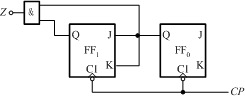 Z
&
Q J Q J
FF₁ FF₀
C1 K C1 K
CP